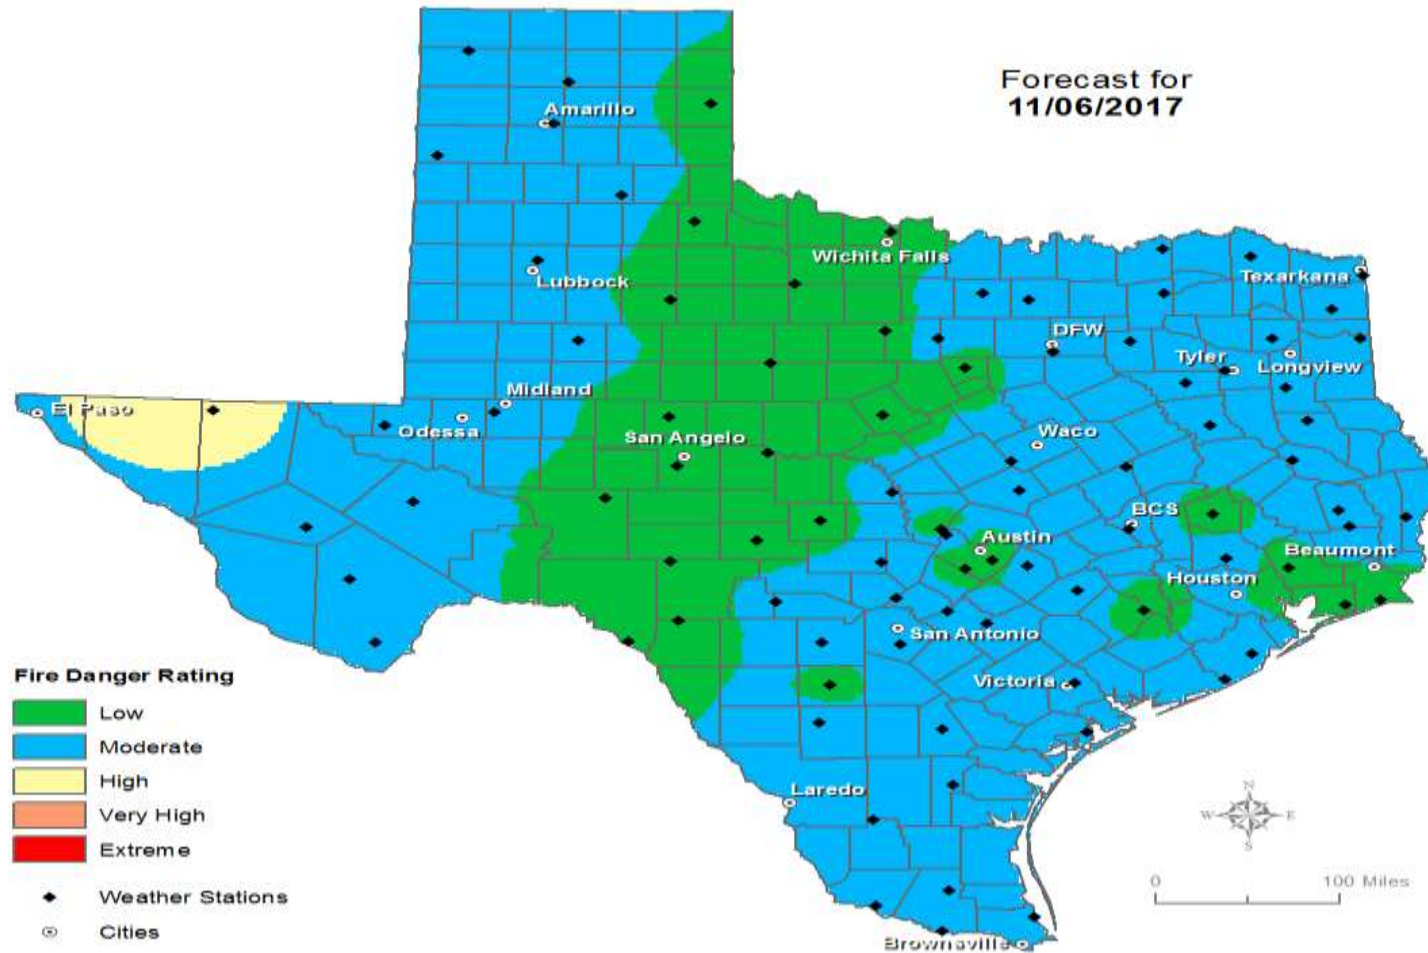 Forecast for
11/06/2017
Amarillo
Wichita Falls
Texarkana
Lubbock
DFW
Tyler
Longview
Midland
El Paso
Odessa
San Angelo
Waco
BCS
Austin
Beaumont
Houston
San Antonio
Victoria
Fire Danger Rating
Low
Moderate
High
Very High
Extreme
Weather Stations
Cities
Laredo
Brownsville
N
W E
S
0 100 Miles